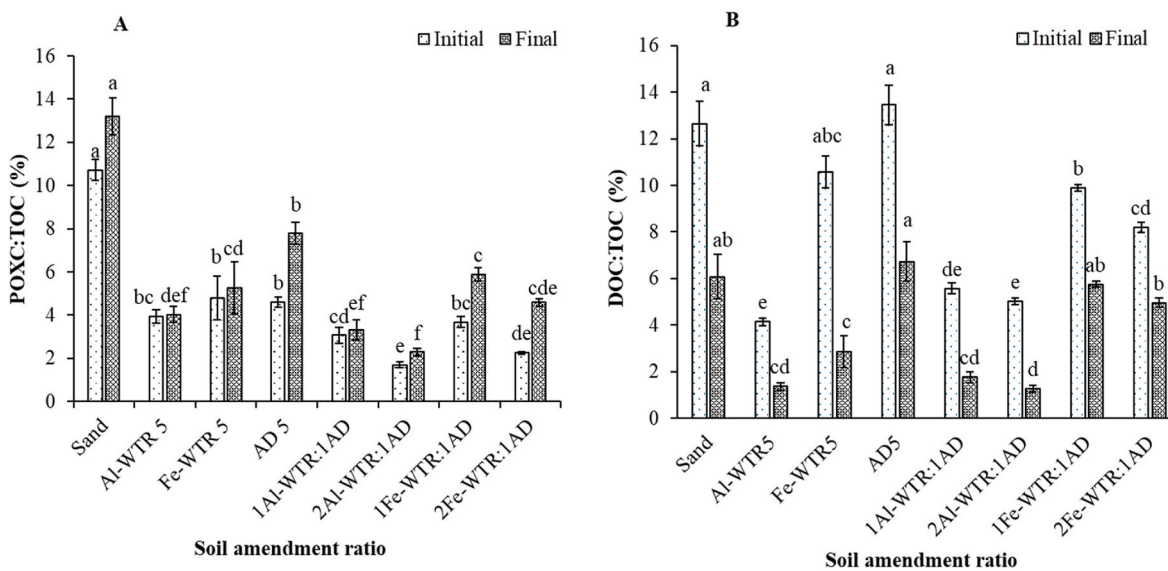 A
Initial Final
POXC:TOC (%)
16
14
12
10
8
6
4
2
0
a a
bc def
b cd
b b
cd ef
e f
bc c
de cde
Sand Al-WTR 5 Fe-WTR 5 AD 5 1Al-WTR:1AD 2Al-WTR:1AD 1Fe-WTR:1AD 2Fe-WTR:1AD
Soil amendment ratio
B
Initial Final
DOC:TOC (%)
16
14
12
10
8
6
4
2
0
a ab
e cd
abc c
a a
de cd
e d
b ab
cd b
Sand Al-WTR5 Fe-WTR5 AD5 1Al-WTR:1AD 2Al-WTR:1AD 1Fe-WTR:1AD 2Fe-WTR:1AD
Soil amendment ratio